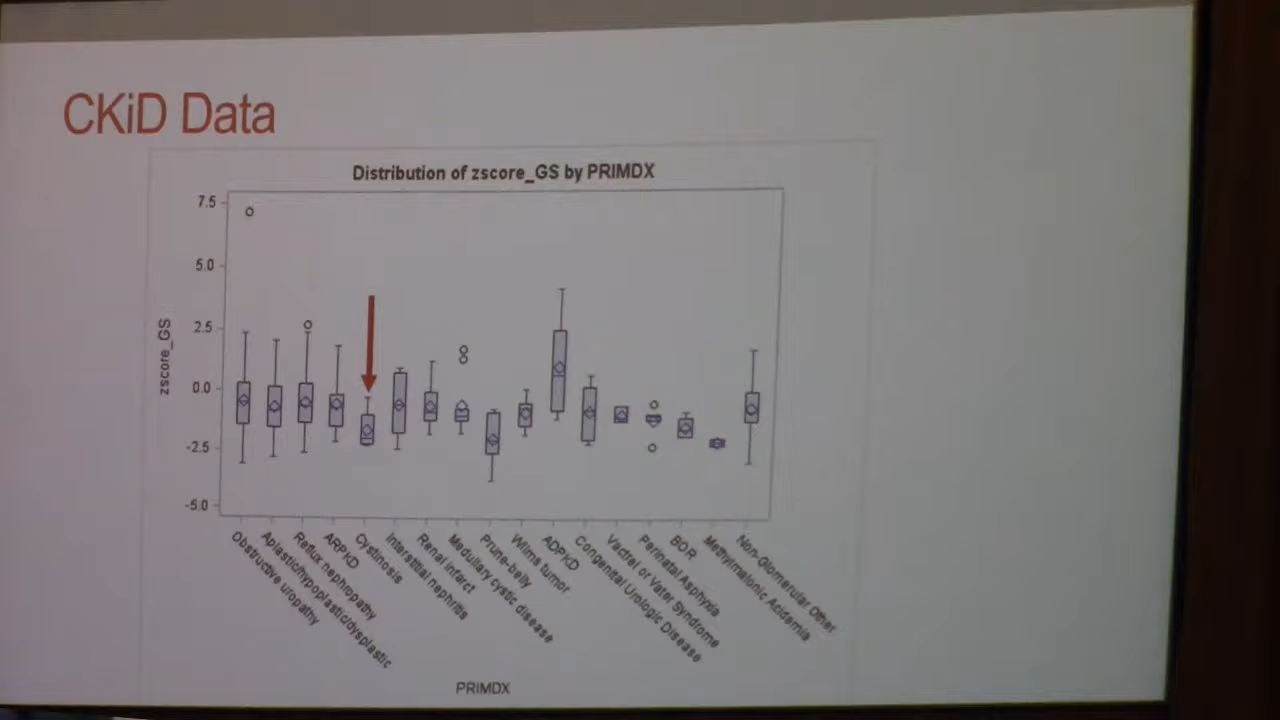 CKiD Data
Distribution of zscore_GS by PRIMDX
zscore_GS
7.5
5.0
2.5
0.0
-2.5
-5.0
Obstructive uropathy
Aplastic/hypoplastic/dysplastic
Reflux nephropathy
ARPKD
Cystinosis
Interstitial nephritis
Renal infarct
Medullary cystic disease
Prune-belly
Wilms tumor
ADPKD
Congenital Urologic Disease
Vactrel or Vater Syndrome
Perinatal Asphyxia
BOR
Methylmalonic Acidemia
Non-Glomerular Other
PRIMDX